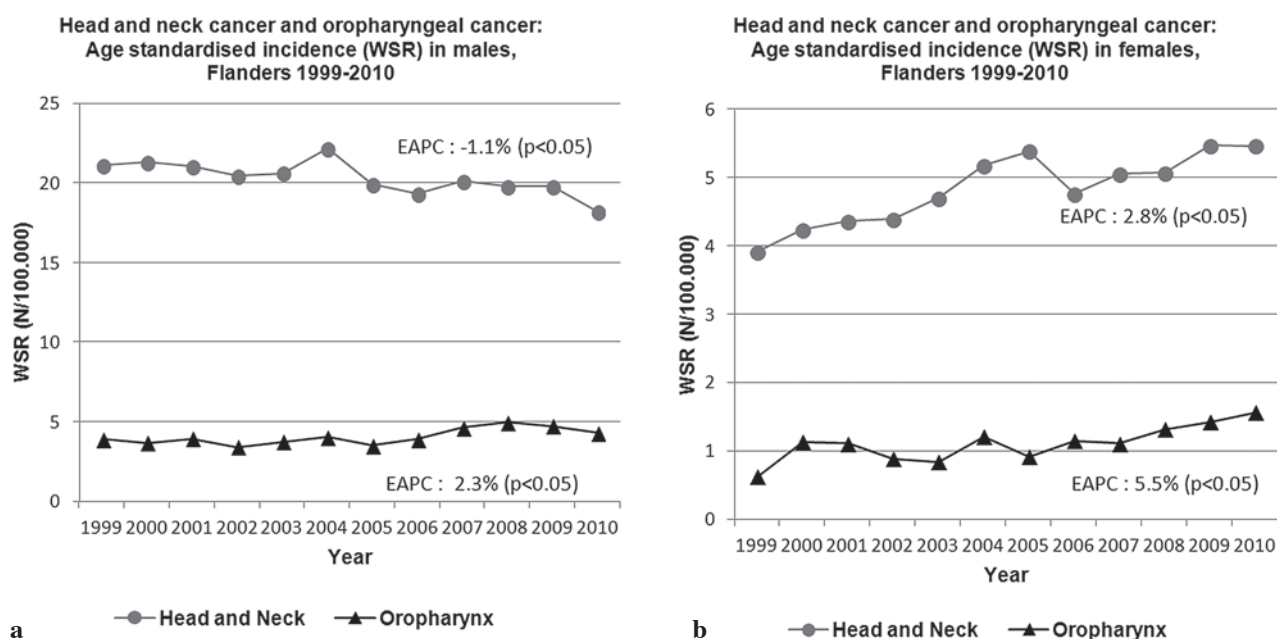 Head and neck cancer and oropharyngeal cancer:
Age standardised incidence (WSR) in males,
Flanders 1999-2010
25
20
15
10
5
0
WSR (N/100.000)
EAPC : -1.1% (p<0.05)
EAPC : 2.3% (p<0.05)
1999 2000 2001 2002 2003 2004 2005 2006 2007 2008 2009 2010
Year
a
Head and Neck
Oropharynx
Head and neck cancer and oropharyngeal cancer:
Age standardised incidence (WSR) in females,
Flanders 1999-2010
6
5
4
3
2
1
0
WSR (N/100.000)
EAPC : 2.8% (p<0.05)
EAPC : 5.5% (p<0.05)
1999 2000 2001 2002 2003 2004 2005 2006 2007 2008 2009 2010
Year
b
Head and Neck
Oropharynx